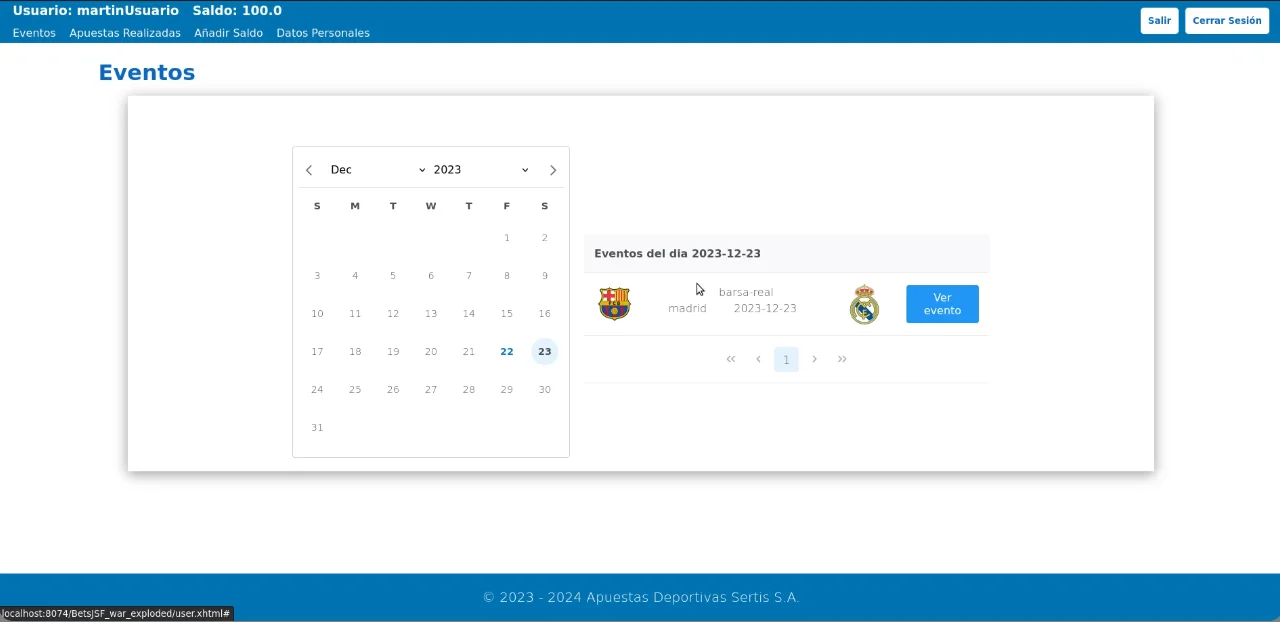 Usuario: martinUsuario Saldo: 100.0
Eventos Apuestas Realizadas Añadir Saldo Datos Personales
Salir Cerrar Sesión
Eventos
Dec 2023
S M T W T F S
1 2
3 4 5 6 7 8 9
10 11 12 13 14 15 16
17 18 19 20 21 22 23
24 25 26 27 28 29 30
31
Eventos del dia 2023-12-23
barsa-real
madrid 2023-12-23
Ver
evento
« ‹ 1 › »
© 2023 - 2024 Apuestas Deportivas Sertis S.A.
localhost:8074/BetsJSF_war_exploded/user.xhtml#